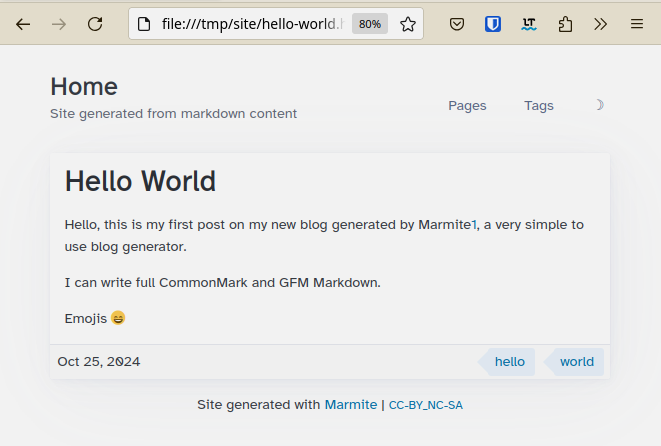 file:///tmp/site/hello-world.h
80%
LT
Home
Site generated from markdown content
Pages
Tags
Hello World
Hello, this is my first post on my new blog generated by Marmite1, a very simple to
use blog generator.
I can write full CommonMark and GFM Markdown.
Emojis 😄
Oct 25, 2024
hello
world
Site generated with Marmite | CC-BY_NC-SA